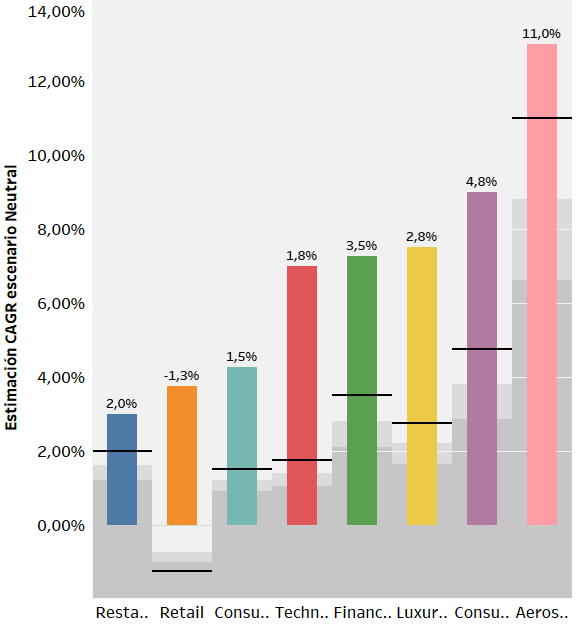 Estimación CAGR escenario Neutral
14,00%
12,00%
10,00%
8,00%
6,00%
4,00%
2,00%
0,00%
2,0%
-1,3%
1,5%
1,8%
3,5%
2,8%
4,8%
11,0%
Resta..
Retail
Consu..
Techn..
Financ..
Luxur..
Consu..
Aeros..